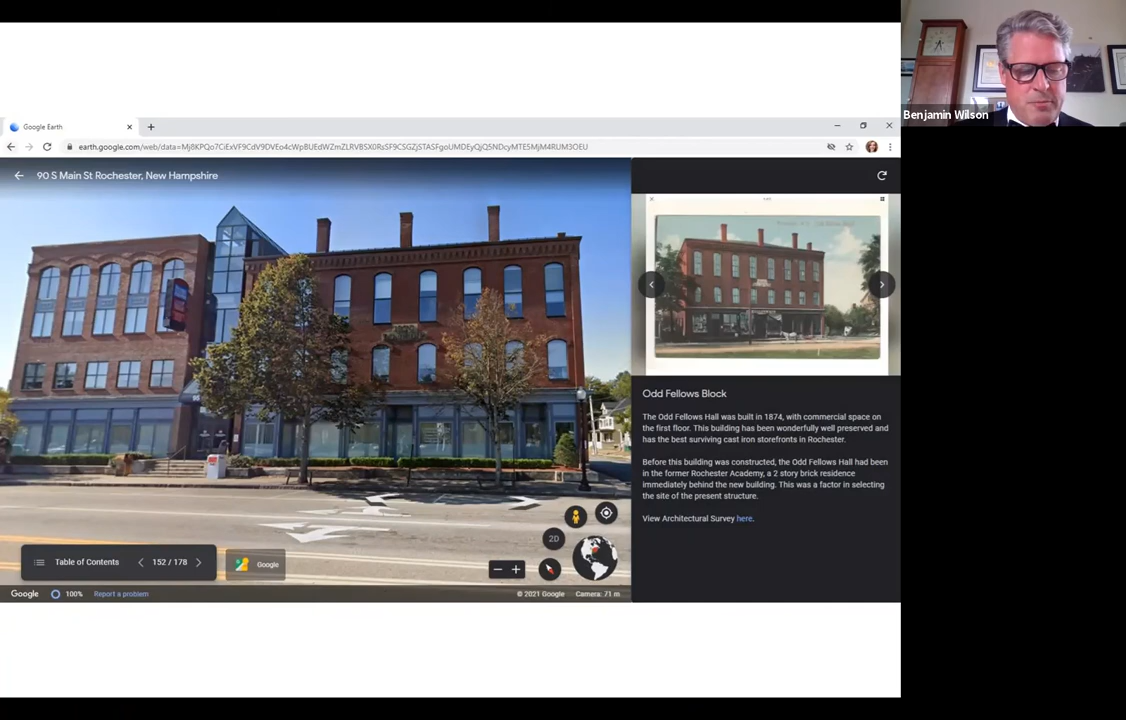 Google Earth
earth.google.com/web/data=Mj8KPQo7CiExVF9CdV9DVEo4cWpBUEdWZmZLRVBSX0RsSF9CSGZjSTASFgoUMDEyQjQ5NDcyMTE5MjM4RUM3OEU
90 S Main St Rochester, New Hampshire
Benjamin Wilson
Odd Fellows Block
The Odd Fellows Hall was built in 1874, with commercial space on
the first floor. This building has been wonderfully well preserved and
has the best surviving cast iron storefronts in Rochester.
Before this building was constructed, the Odd Fellows Hall had been
in the former Rochester Academy, a 2 story brick residence
immediately behind the new building. This was a factor in selecting
the site of the present structure.
View Architectural Survey here.
2D
Table of Contents
152 / 178
Google
Google
100%
Report a problem
© 2021 Google
Camera: 71 m